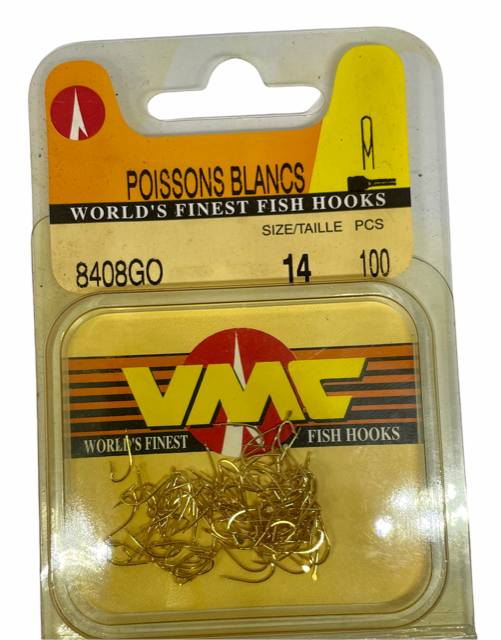 POISSONS BLANCS
WORLD'S FINEST FISH HOOKS
SIZE/TAILLE PCS
8408GO 14 100
VMC
WORLD'S FINEST FISH HOOKS